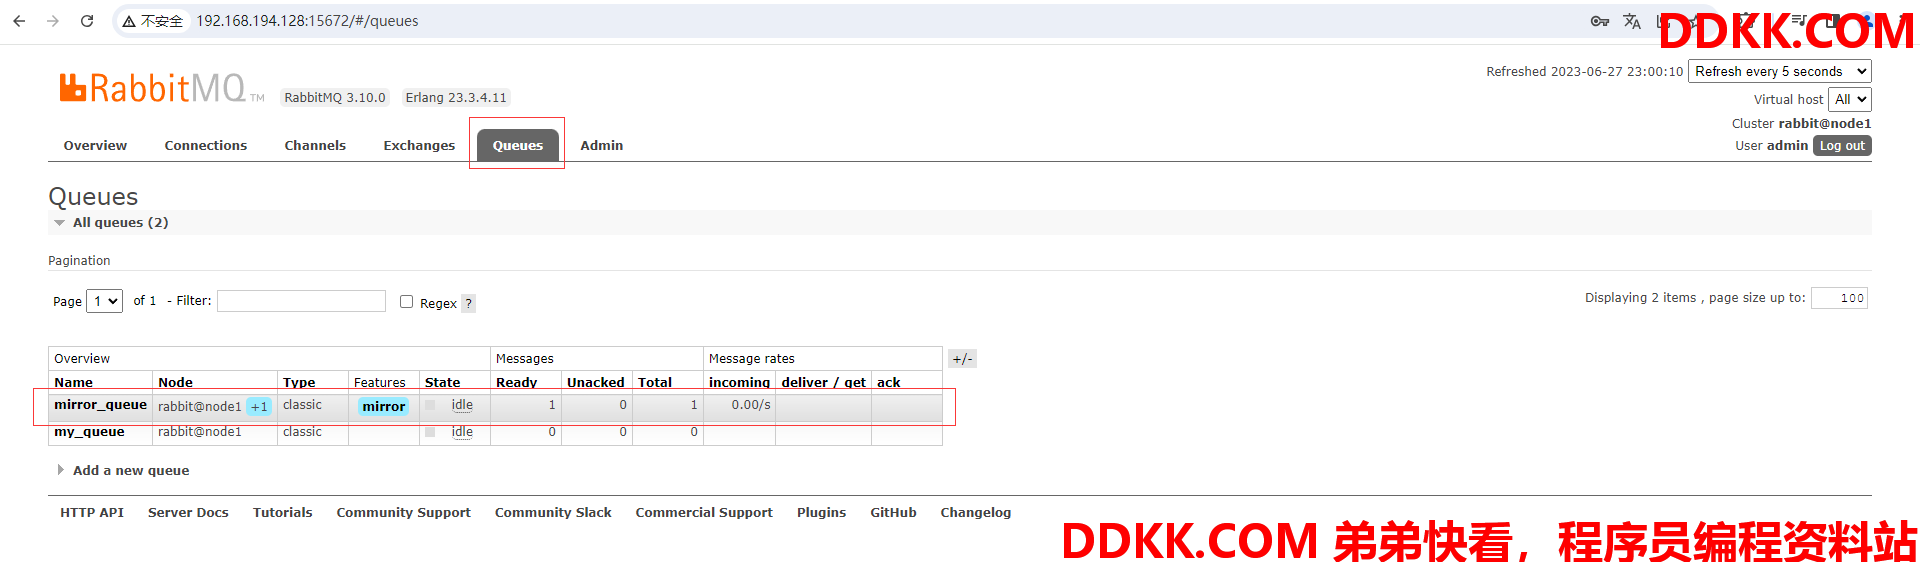 不安全 192.168.194.128:15672/#/queues
DDKK.COM
RabbitMQ TM RabbitMQ 3.10.0 Erlang 23.3.4.11
Refreshed 2023-06-27 23:00:10 Refresh every 5 seconds
Virtual host All
Cluster rabbit@node1
User admin Log out
Overview Connections Channels Exchanges Queues Admin
Queues
All queues (2)
Pagination
Page 1 of 1 - Filter: Regex ?
Displaying 2 items , page size up to: 100
Overview Messages Message rates +/-
Name Node Type Features State Ready Unacked Total incoming deliver / get ack
mirror_queue rabbit@node1 +1 classic mirror idle 1 0 1 0.00/s
my_queue rabbit@node1 classic idle 0 0 0
Add a new queue
HTTP API Server Docs Tutorials Community Support Community Slack Commercial Support Plugins GitHub Changelog
DDKK.COM 弟弟快看，程序员编程资料站